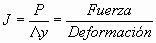 J = P / Δy = Fuerza / Deformación